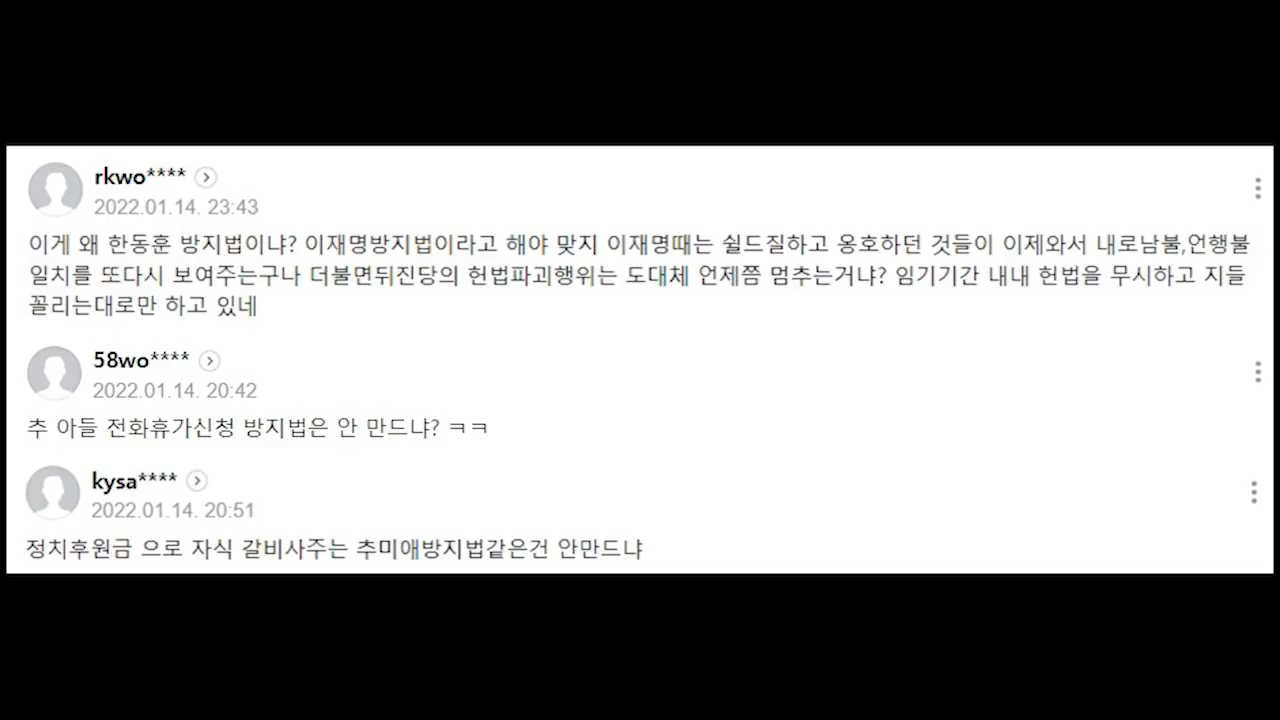 rkwo****
2022.01.14. 23:43
이게 왜 한동훈 방지법이냐? 이재명방지법이라고 해야 맞지 이재명때는 쉴드질하고 옹호하던 것들이 이제와서 내로남불,언행불
일치를 또다시 보여주는구나 더불면뒤진당의 헌법파괴행위는 도대체 언제쯤 멈추는거냐? 임기기간 내내 헌법을 무시하고 지들
꼴리는대로만 하고 있네
58wo****
2022.01.14. 20:42
추 아들 전화휴가신청 방지법은 안 만드냐? ㅋㅋ
kysa****
2022.01.14. 20:51
정치후원금 으로 자식 갈비사주는 추미애방지법같은건 안만드냐